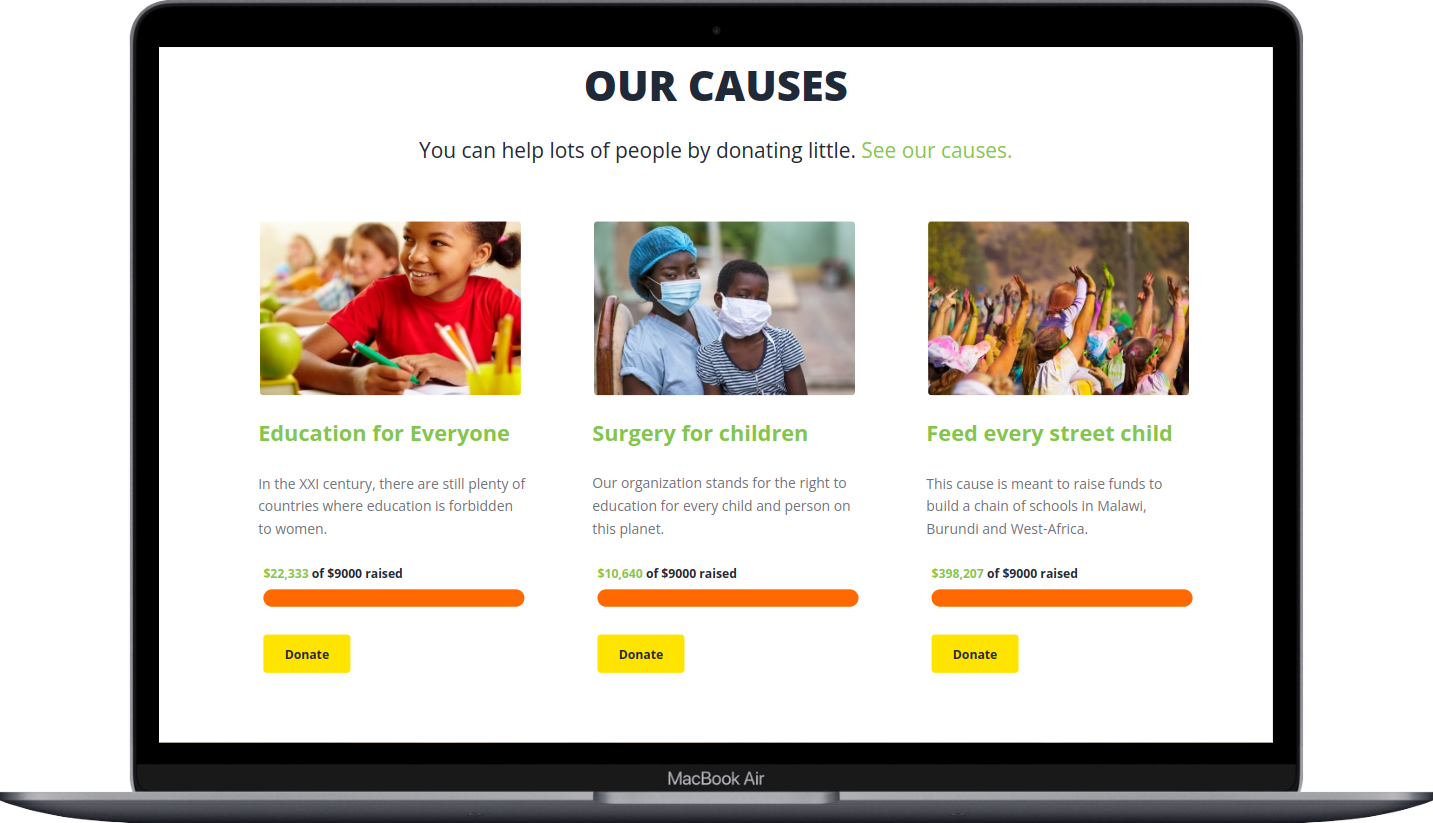 OUR CAUSES
You can help lots of people by donating little. See our causes.
Education for Everyone
In the XXI century, there are still plenty of
countries where education is forbidden
to women.
$22,333 of $9000 raised
Donate
Surgery for children
Our organization stands for the right to
education for every child and person on
this planet.
$10,640 of $9000 raised
Donate
Feed every street child
This cause is meant to raise funds to
build a chain of schools in Malawi,
Burundi and West-Africa.
$398,207 of $9000 raised
Donate
MacBook Air